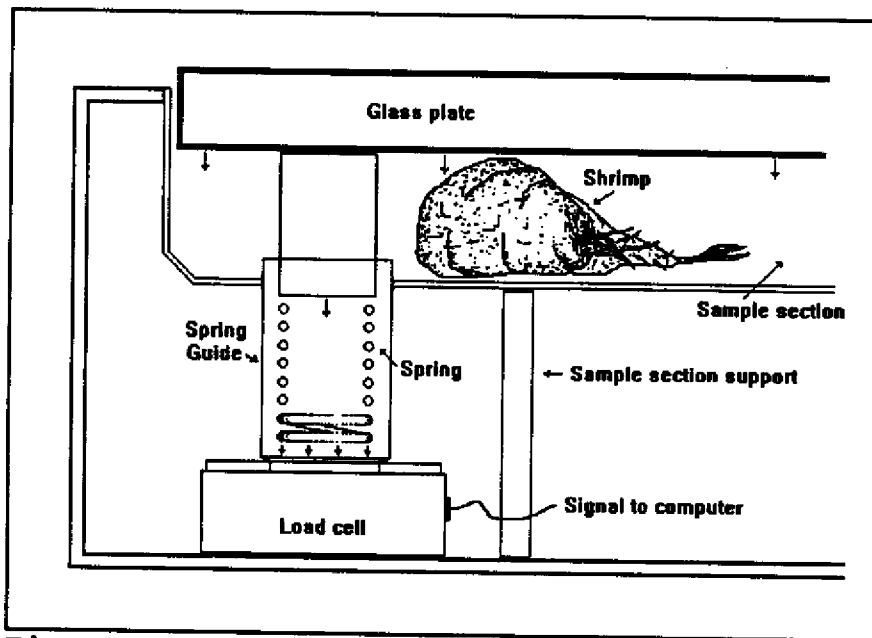 Glass plate
Shrimp
Sample section
Spring
Guide
Spring
Sample section support
Signal to computer
Load cell